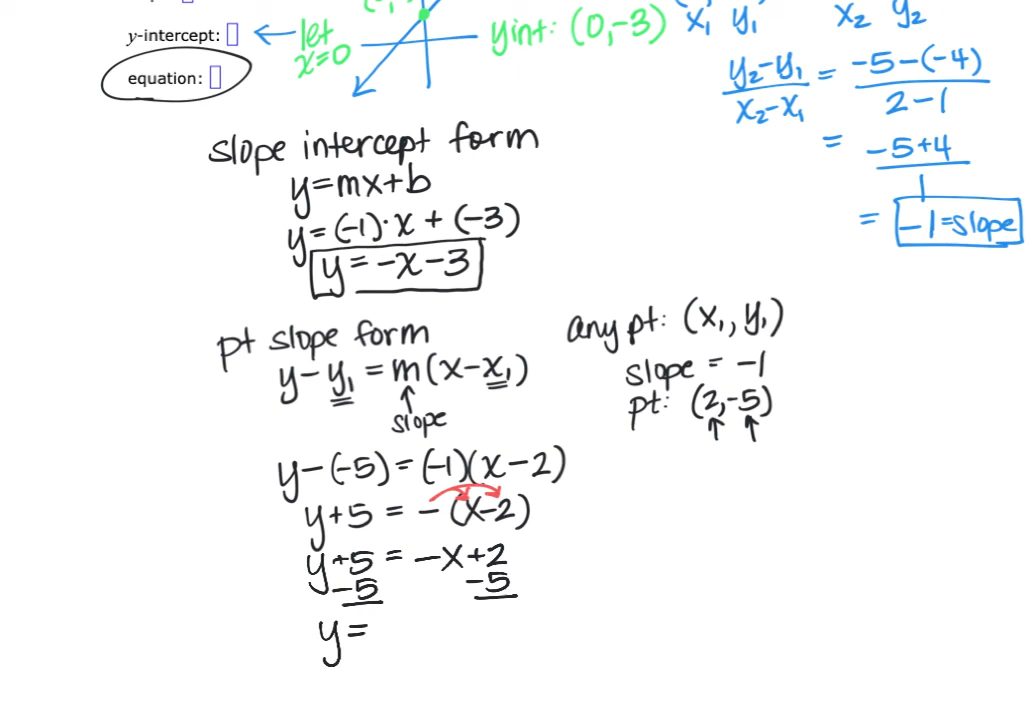 y-intercept:
let
x=0
yint: (0,-3)
x₁ y₁ x₂ y₂
equation:
y₂-y₁ / x₂-x₁ = -5-(-4) / 2-1
= -5+4 / 1
= -1=slope
slope intercept form
y=mx+b
y=(-1)·x+(-3)
y=-x-3
pt slope form
y-y₁=m(x-x₁)
slope
any pt: (x₁,y₁)
slope = -1
pt: (2,-5)
y-(-5)=(-1)(x-2)
y+5 = -(x-2)
y+5 = -x+2
-5 -5
y=